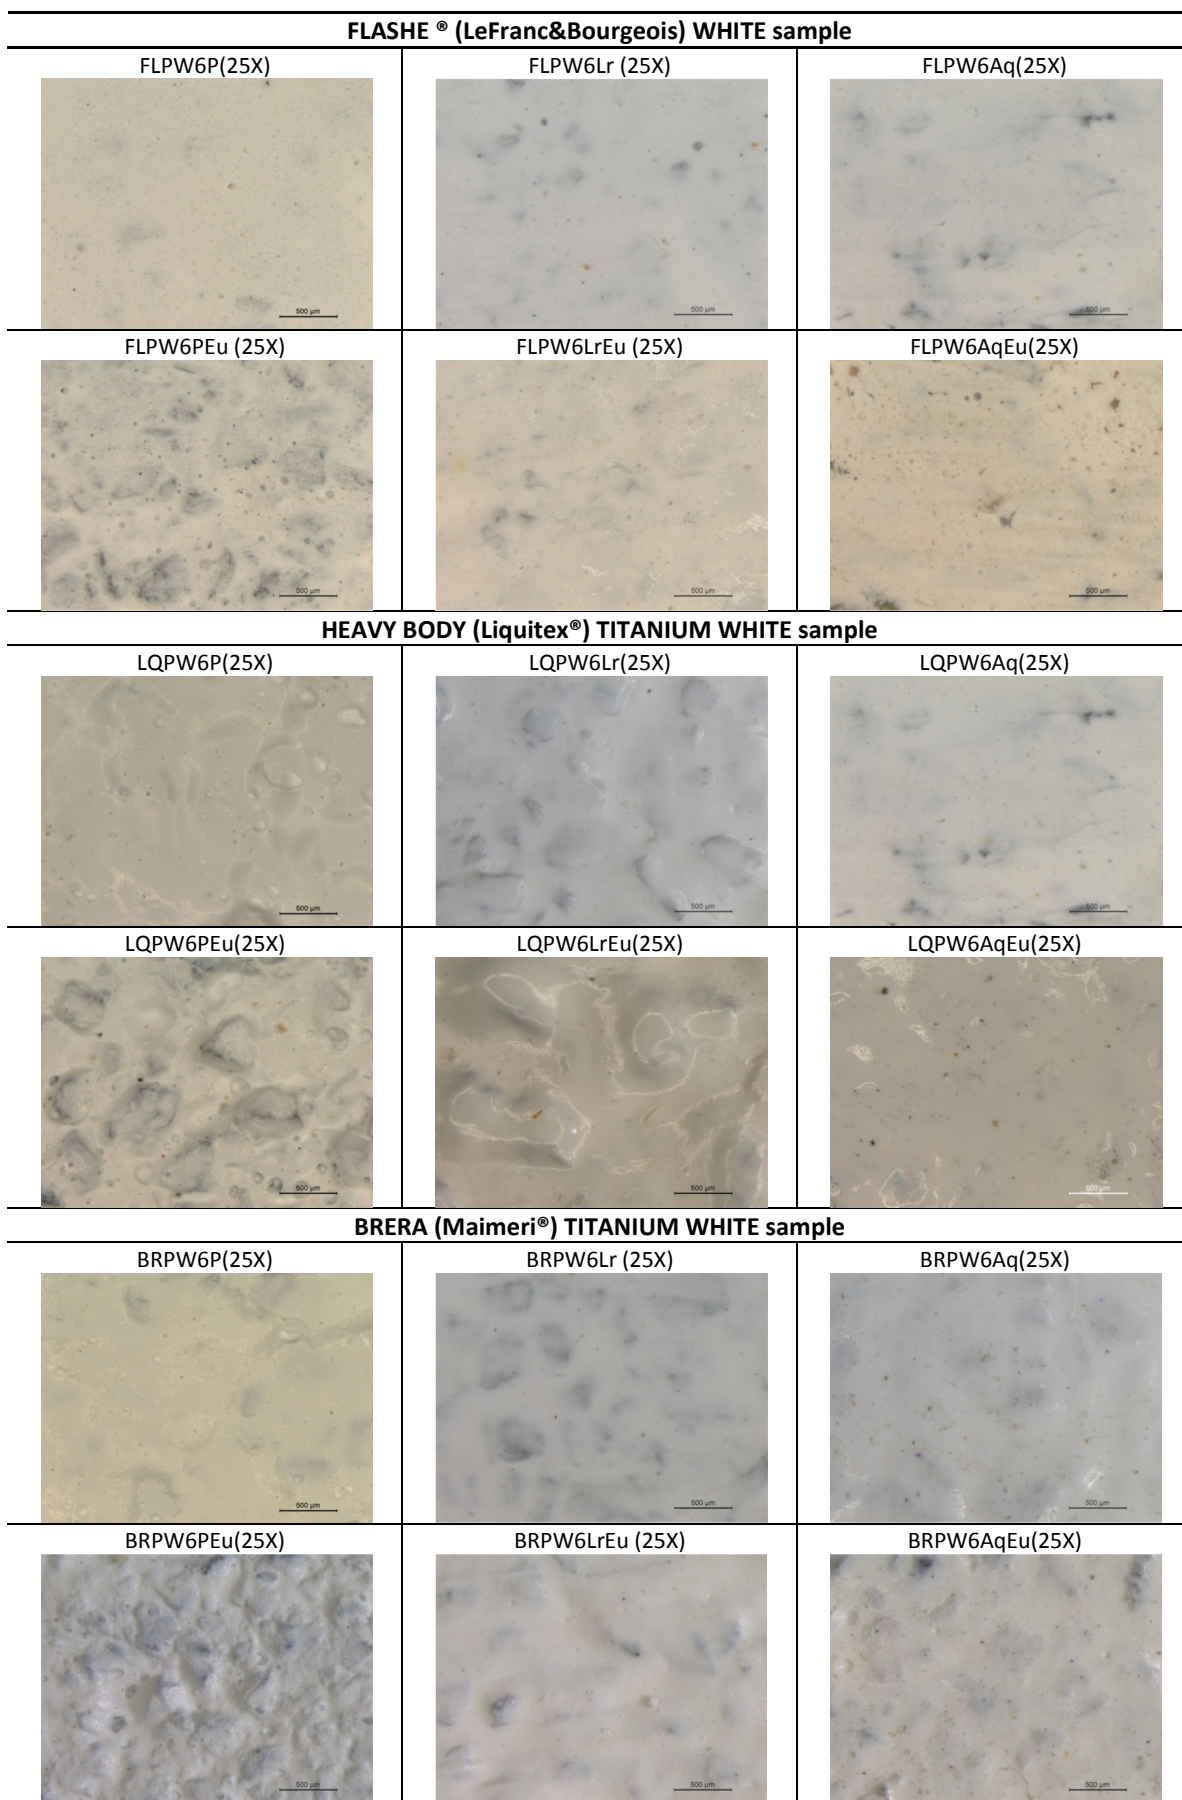 FLASHE ® (LeFranc&Bourgeois) WHITE sample
FLPW6P(25X) FLPW6Lr (25X) FLPW6Aq(25X)
500 µm 500 µm 500 µm
FLPW6PEu (25X) FLPW6LrEu (25X) FLPW6AqEu(25X)
500 µm 500 µm 500 µm
HEAVY BODY (Liquitex®) TITANIUM WHITE sample
LQPW6P(25X) LQPW6Lr(25X) LQPW6Aq(25X)
500 µm 500 µm 500 µm
LQPW6PEu(25X) LQPW6LrEu(25X) LQPW6AqEu(25X)
500 µm 500 µm 500 µm
BRERA (Maimeri®) TITANIUM WHITE sample
BRPW6P(25X) BRPW6Lr (25X) BRPW6Aq(25X)
500 µm 500 µm 500 µm
BRPW6PEu(25X) BRPW6LrEu (25X) BRPW6AqEu(25X)
500 µm 500 µm 500 µm